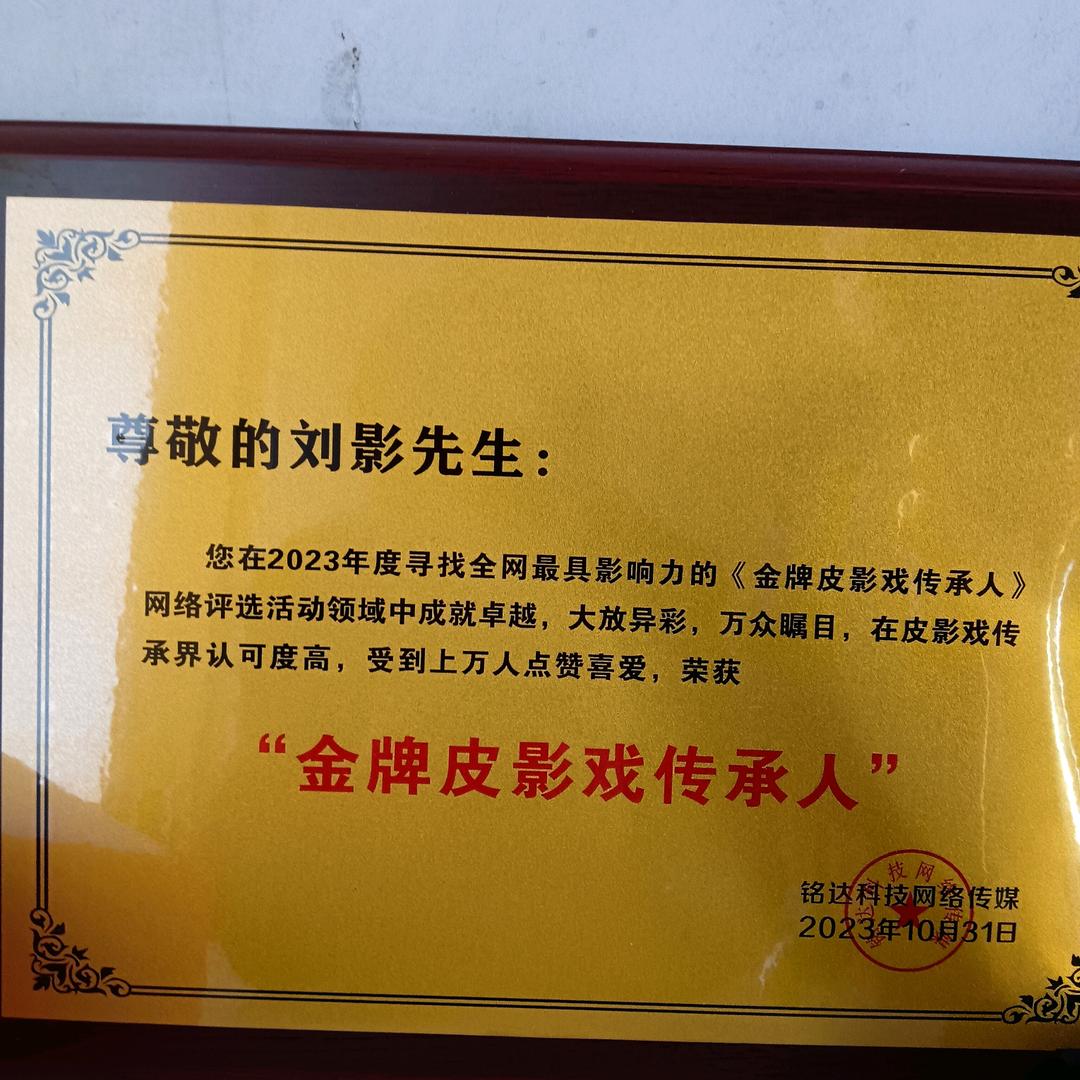 尊敬的刘影先生：
您在2023年度寻找全网最具影响力的《金牌皮影戏传承人》
网络评选活动领域中成就卓越，大放异彩，万众瞩目，在皮影戏传
承界认可度高，受到上万人点赞喜爱，荣获
“金牌皮影戏传承人”
铭达科技网络传媒
2023年10月31日